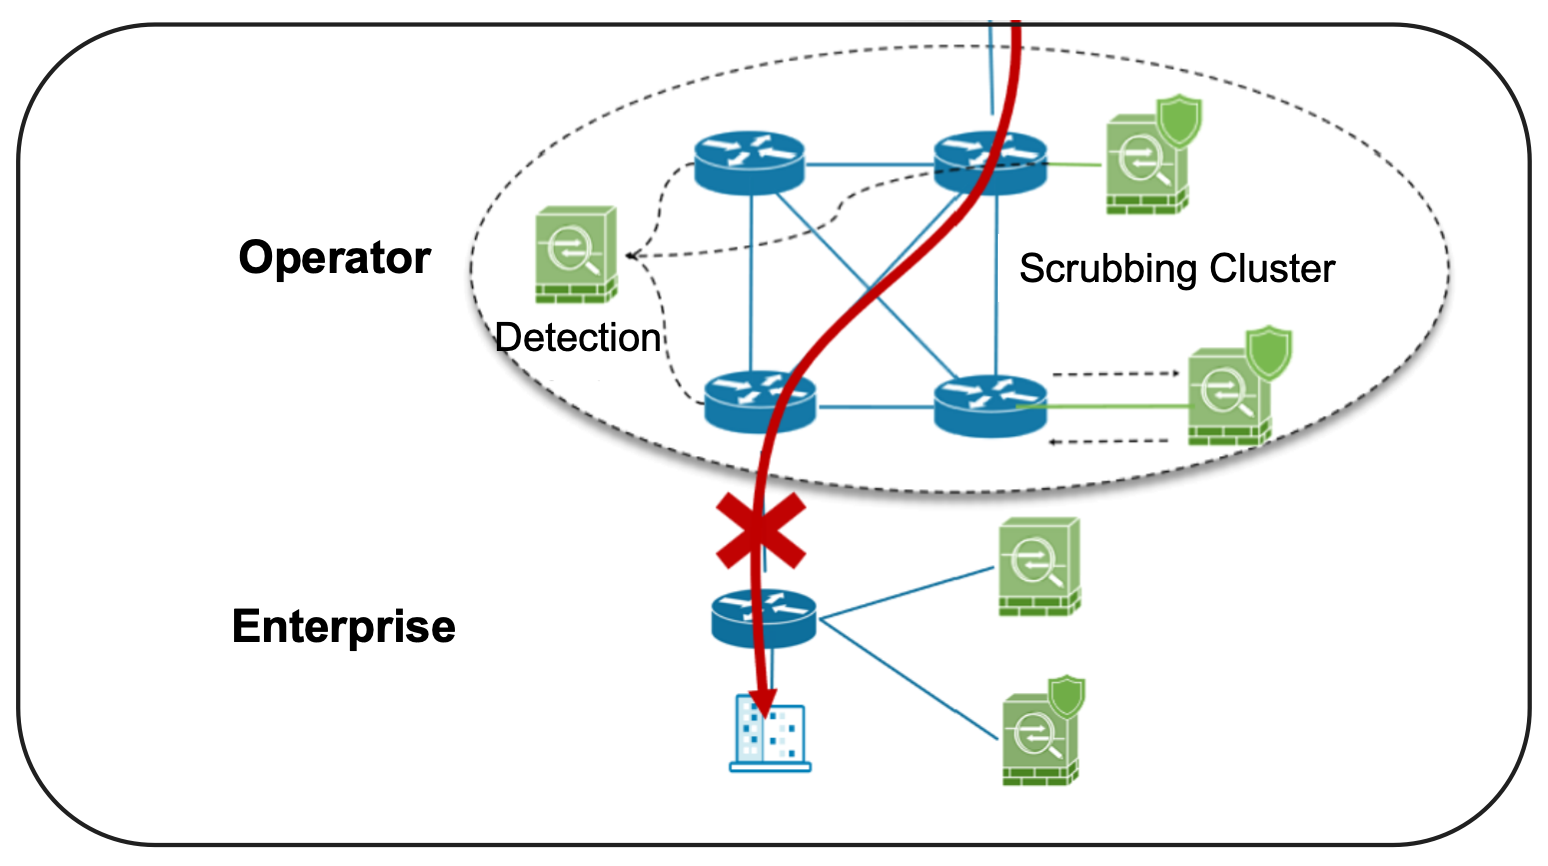 Operator
Scrubbing Cluster
Detection
Enterprise